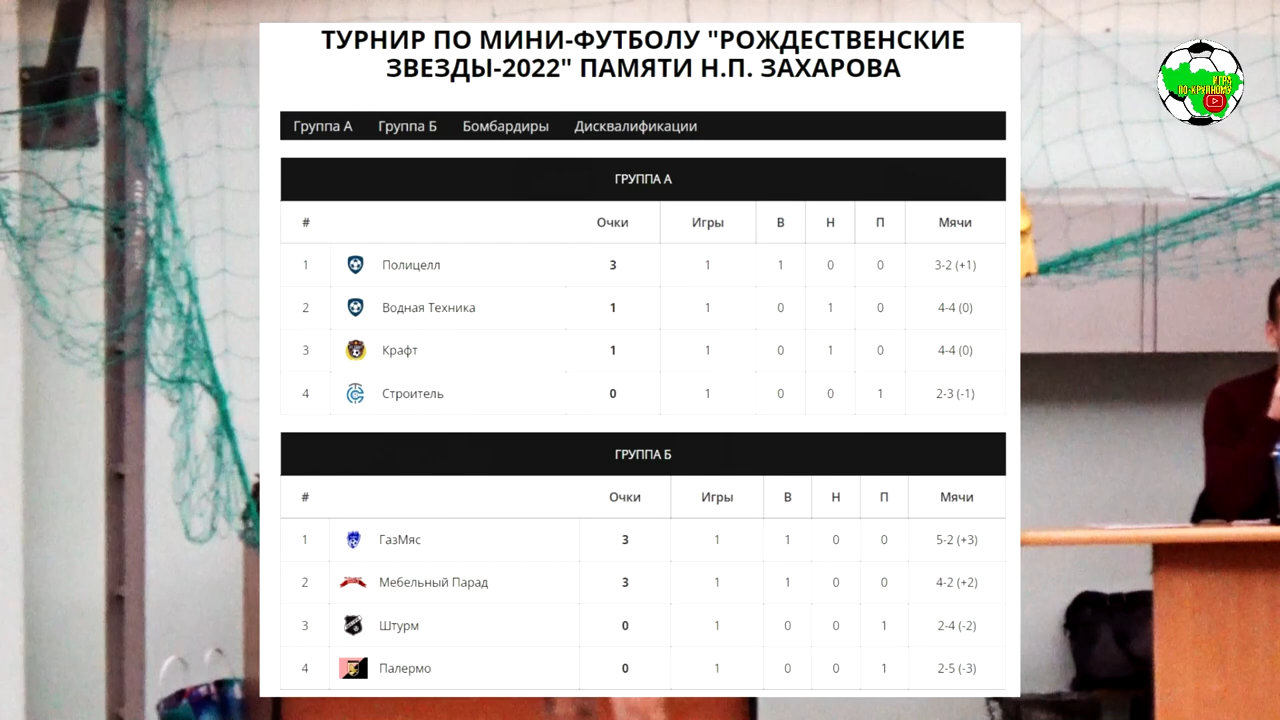 ТУРНИР ПО МИНИ-ФУТБОЛУ "РОЖДЕСТВЕНСКИЕ
ЗВЕЗДЫ-2022" ПАМЯТИ Н.П. ЗАХАРОВА
ИГРА
ПО-КРУПНОМУ
Группа А Группа Б Бомбардиры Дисквалификации
ГРУППА А
# Очки Игры В Н П Мячи
1 Полицелл 3 1 1 0 0 3-2 (+1)
2 Водная Техника 1 1 0 1 0 4-4 (0)
3 Крафт 1 1 0 1 0 4-4 (0)
4 Строитель 0 1 0 0 1 2-3 (-1)
ГРУППА Б
# Очки Игры В Н П Мячи
1 ГазМяс 3 1 1 0 0 5-2 (+3)
2 Мебельный Парад 3 1 1 0 0 4-2 (+2)
3 Штурм 0 1 0 0 1 2-4 (-2)
4 Палермо 0 1 0 0 1 2-5 (-3)